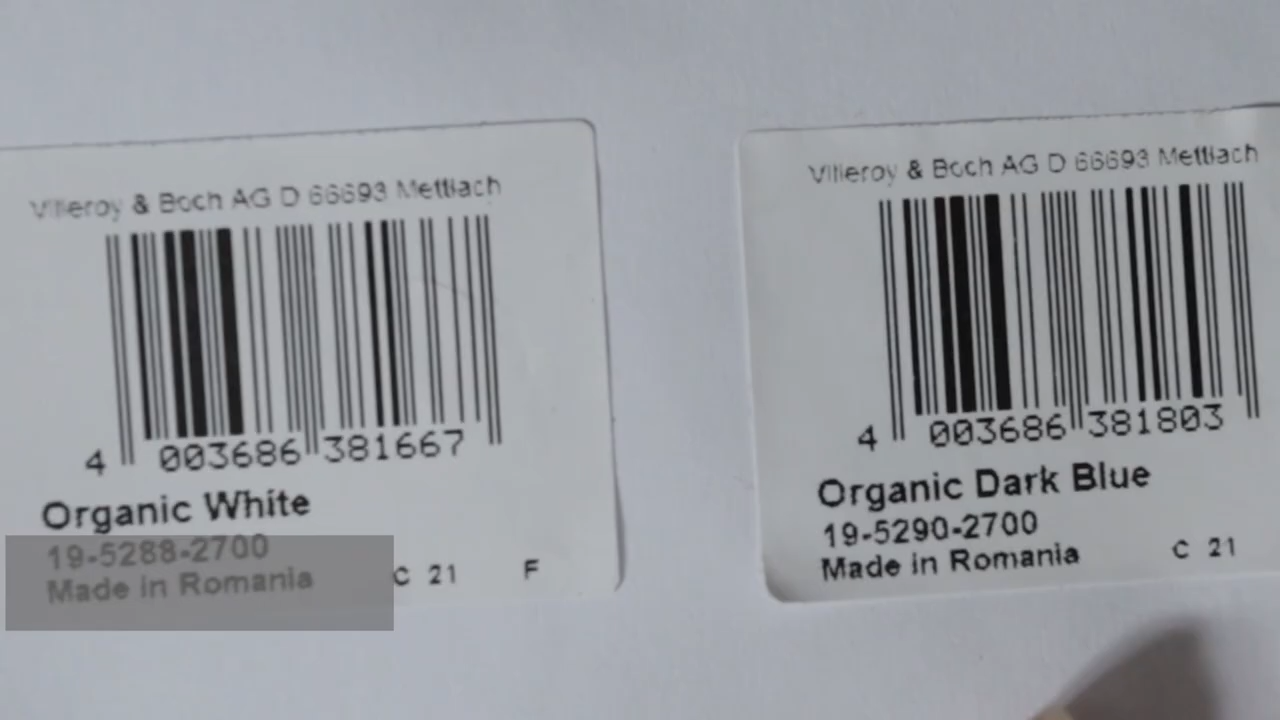 Villeroy & Boch AG D 66693 Mettlach
4 003686 381667
Organic White
19-5288-2700
Made in Romania
C 21 F
Villeroy & Boch AG D 66693 Mettlach
4 003686 381803
Organic Dark Blue
19-5290-2700
Made in Romania
C 21